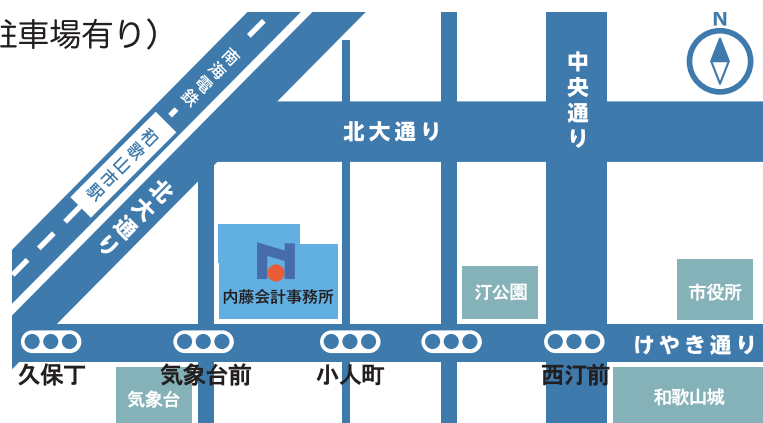 駐車場有り）
N
南海電鉄
中央通り
北大通り
和歌山市駅
北大通り
内藤会計事務所
汀公園
市役所
けやき通り
久保丁
気象台前
小人町
西汀前
気象台
和歌山城